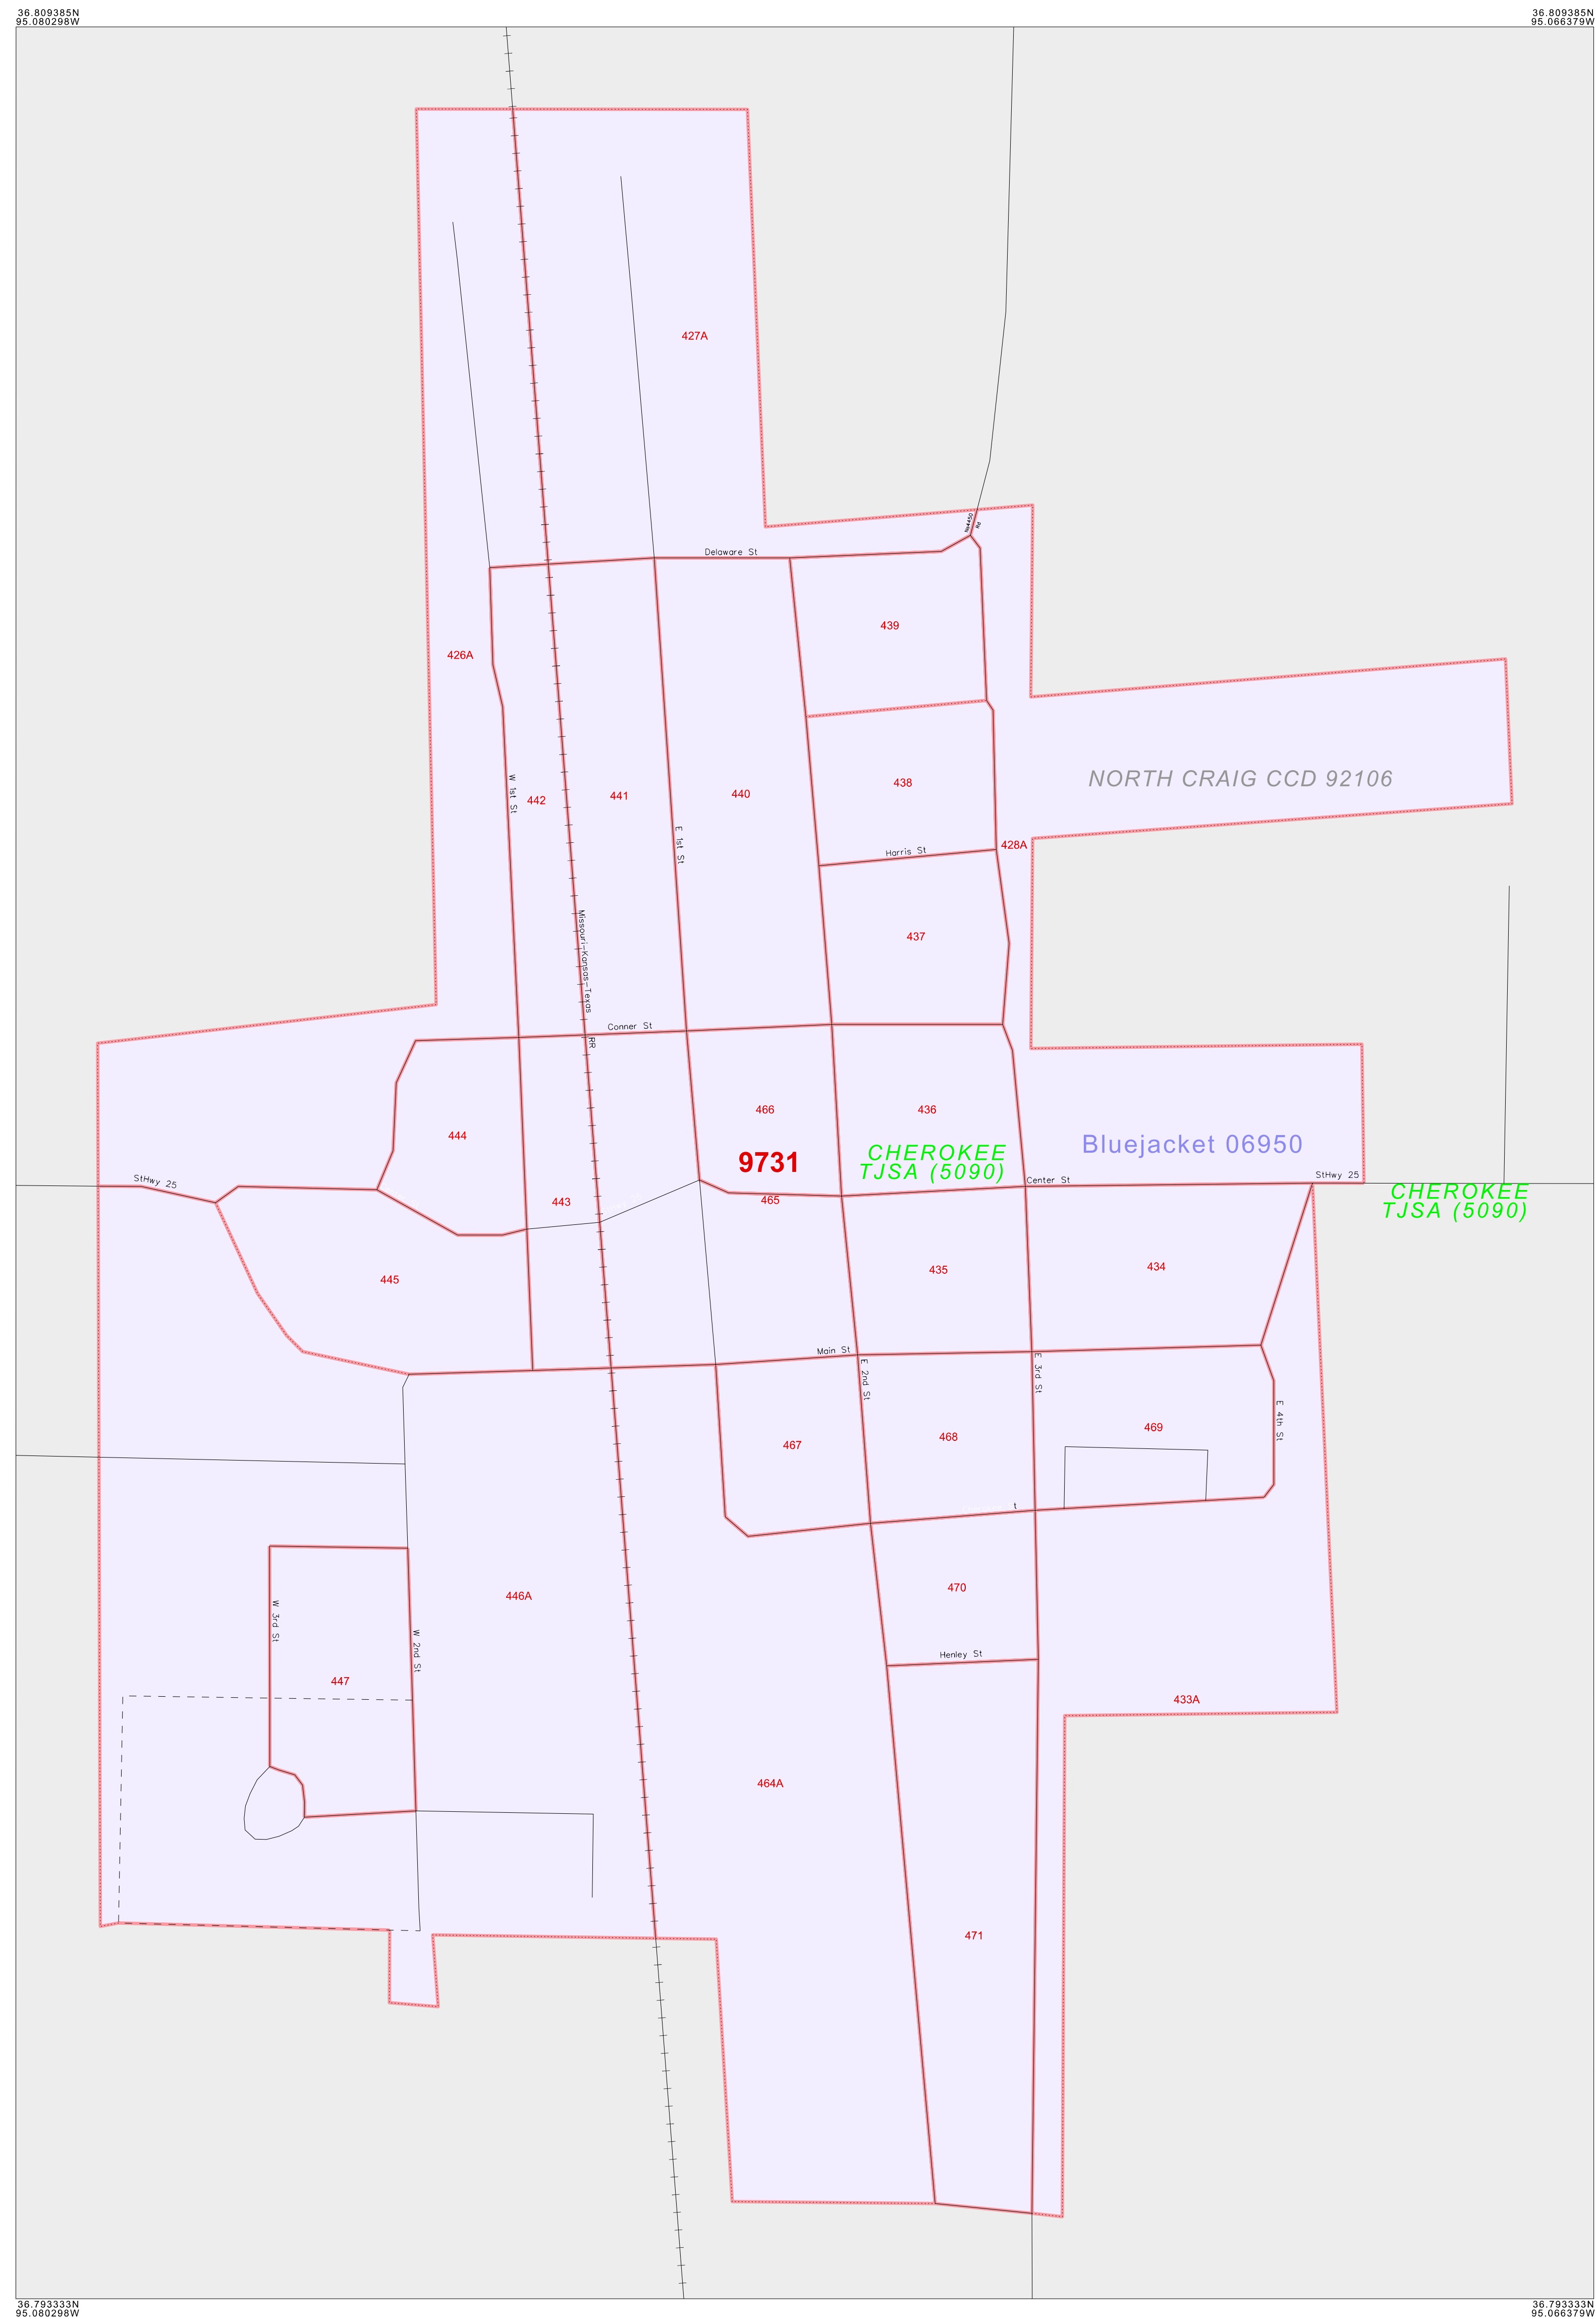 36.809385N
95.080298W
36.809385N
95.066379W
427A
Ns4450
Rd
Delaware St
439
426A
NORTH CRAIG CCD 92106
W 1st St
442
441
440
438
E 1st St
Harris St
428A
Missouri-Kansas-Texas
RR
437
Conner St
466
436
444
Bluejacket 06950
9731
CHEROKEE
TJSA (5090)
StHwy 25
Center St
StHwy 25
CHEROKEE
TJSA (5090)
443
465
445
435
434
Main St
E 2nd St
E 3rd St
E 4th St
467
468
469
t
446A
470
W 3rd St
W 2nd St
Henley St
447
433A
464A
471
36.793333N
95.080298W
36.793333N
95.066379W